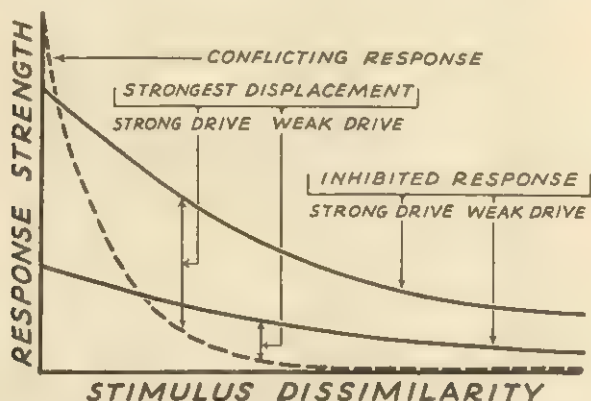 CONFLICTING RESPONSE
STRONGEST DISPLACEMENT
STRONG DRIVE WEAK DRIVE
INHIBITED RESPONSE
STRONG DRIVE WEAK DRIVE
RESPONSE STRENGTH
STIMULUS DISSIMILARITY